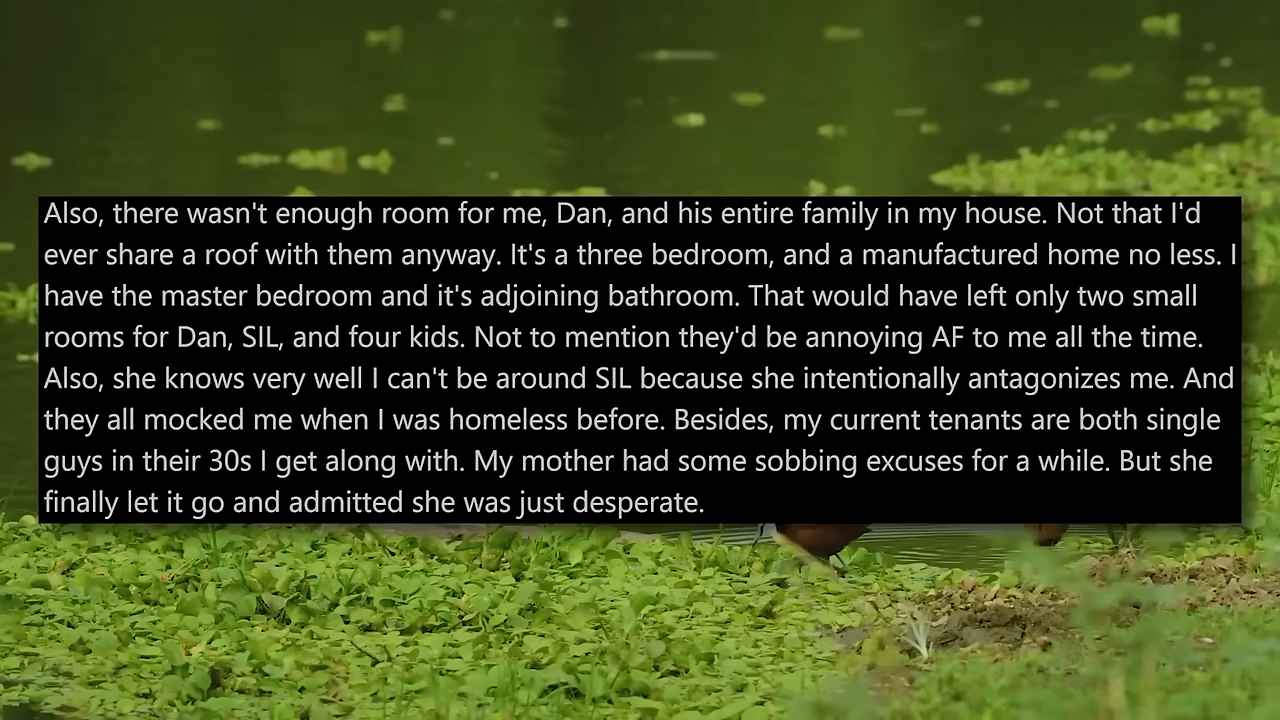 Also, there wasn't enough room for me, Dan, and his entire family in my house. Not that I'd
ever share a roof with them anyway. It's a three bedroom, and a manufactured home no less. I
have the master bedroom and it's adjoining bathroom. That would have left only two small
rooms for Dan, SIL, and four kids. Not to mention they'd be annoying AF to me all the time.
Also, she knows very well I can't be around SIL because she intentionally antagonizes me. And
they all mocked me when I was homeless before. Besides, my current tenants are both single
guys in their 30s I get along with. My mother had some sobbing excuses for a while. But she
finally let it go and admitted she was just desperate.